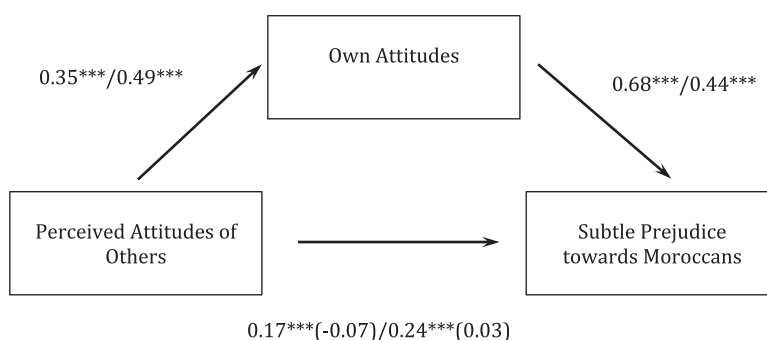 Own Attitudes
0.35***/0.49***
0.68***/0.44***
Perceived Attitudes of
Others
Subtle Prejudice
towards Moroccans
0.17***(-0.07)/0.24***(0.03)